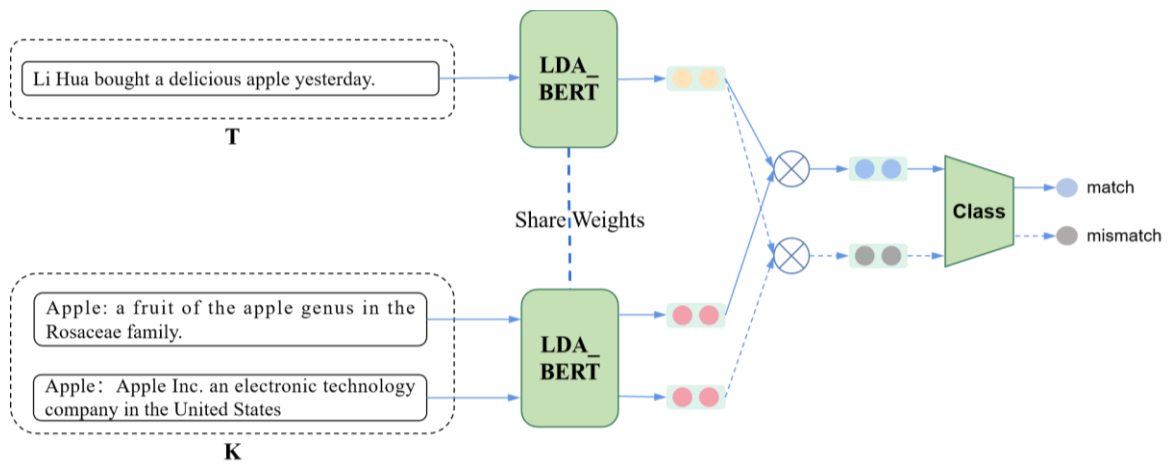 Li Hua bought a delicious apple yesterday.
T
LDA_
BERT
Share Weights
Apple: a fruit of the apple genus in the
Rosaceae family.
Apple： Apple Inc. an electronic technology
company in the United States
K
LDA_
BERT
Class
match
mismatch